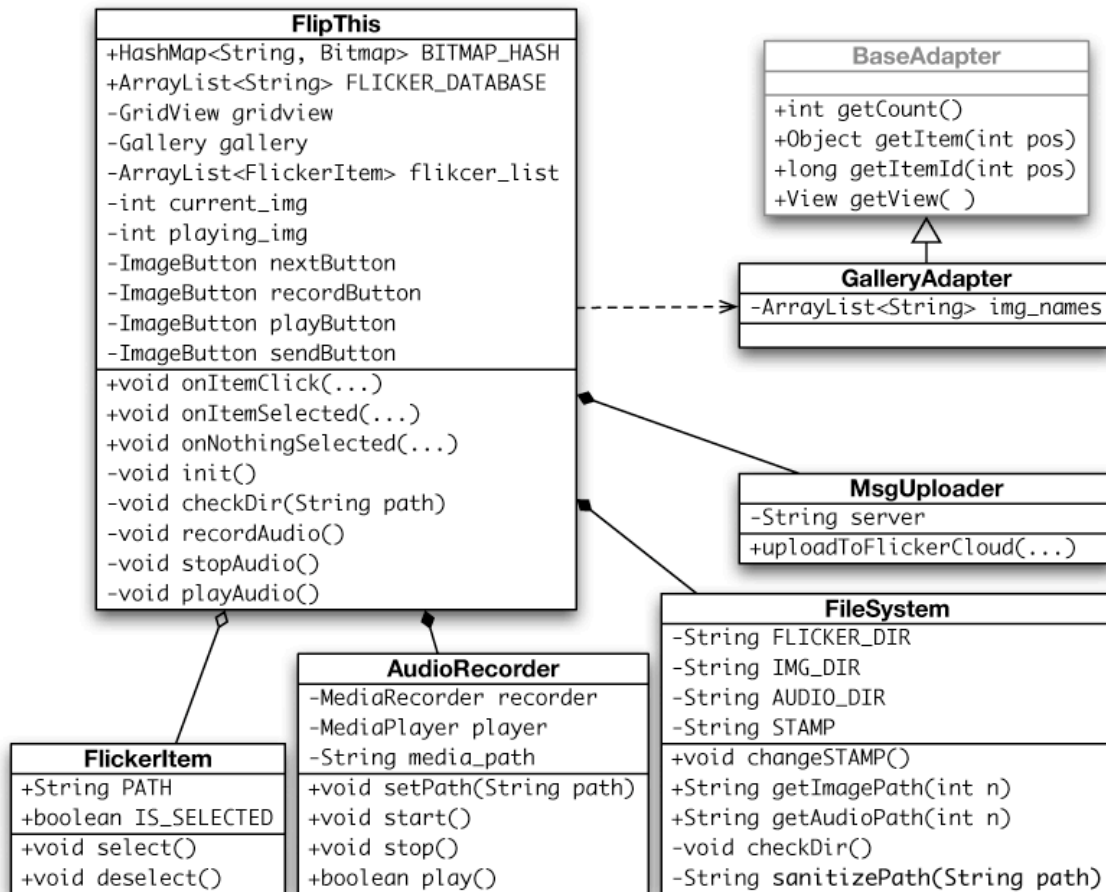 FlipThis
+HashMap<String, Bitmap> BITMAP_HASH
+ArrayList<String> FLICKER_DATABASE
-GridView gridview
-Gallery gallery
-ArrayList<FlickerItem> flikcer_list
-int current_img
-int playing_img
-ImageButton nextButton
-ImageButton recordButton
-ImageButton playButton
-ImageButton sendButton
+void onItemClick(...)
+void onItemSelected(...)
+void onNothingSelected(...)
-void init()
-void checkDir(String path)
-void recordAudio()
-void stopAudio()
-void playAudio()
BaseAdapter
+int getCount()
+Object getItem(int pos)
+long getItemId(int pos)
+View getView( )
GalleryAdapter
-ArrayList<String> img_names
MsgUploader
-String server
+uploadToFlickerCloud(...)
FlickerItem
+String PATH
+boolean IS_SELECTED
+void select()
+void deselect()
AudioRecorder
-MediaRecorder recorder
-MediaPlayer player
-String media_path
+void setPath(String path)
+void start()
+void stop()
+boolean play()
FileSystem
-String FLICKER_DIR
-String IMG_DIR
-String AUDIO_DIR
-String STAMP
+void changeSTAMP()
+String getImagePath(int n)
+String getAudioPath(int n)
-void checkDir()
-String sanitizePath(String path)